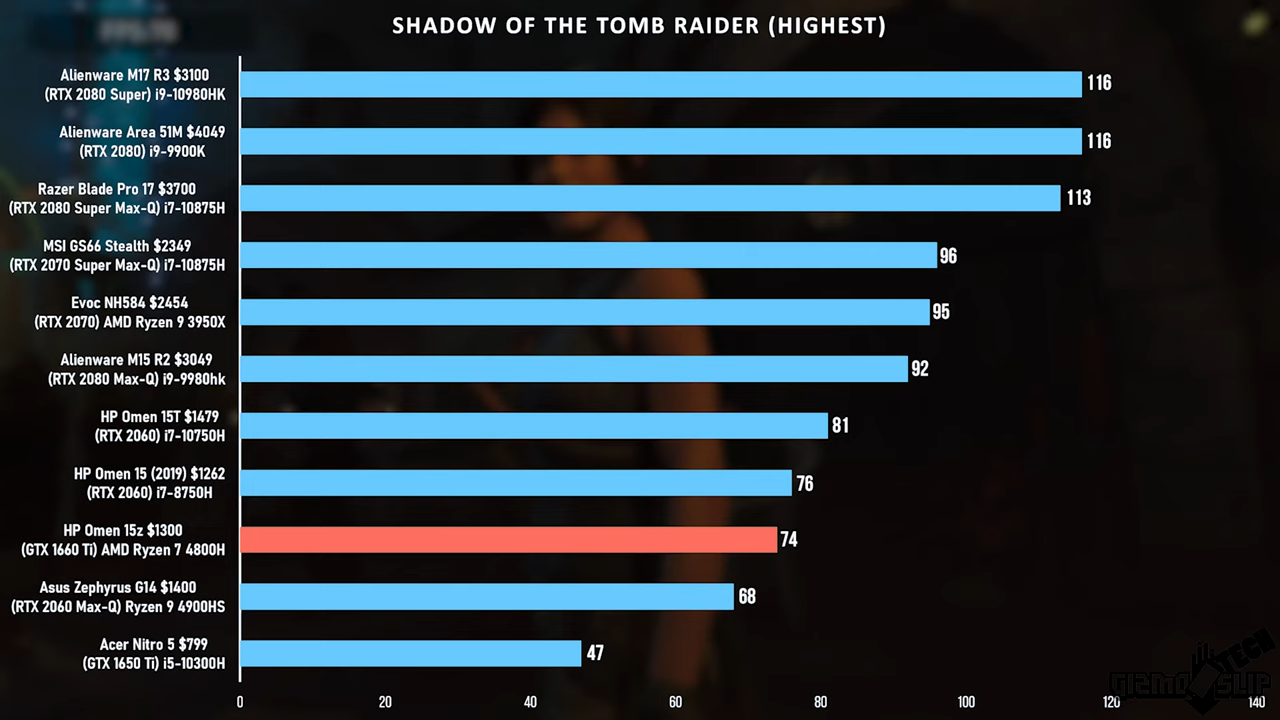 SHADOW OF THE TOMB RAIDER (HIGHEST)
Alienware M17 R3 $3100
(RTX 2080 Super) i9-10980HK
116
Alienware Area 51M $4049
(RTX 2080) i9-9900K
116
Razer Blade Pro 17 $3700
(RTX 2080 Super Max-Q) i7-10875H
113
MSI GS66 Stealth $2349
(RTX 2070 Super Max-Q) i7-10875H
96
Evoc NH584 $2454
(RTX 2070) AMD Ryzen 9 3950X
95
Alienware M15 R2 $3049
(RTX 2080 Max-Q) i9-9980hk
92
HP Omen 15T $1479
(RTX 2060) i7-10750H
81
HP Omen 15 (2019) $1262
(RTX 2060) i7-8750H
76
HP Omen 15z $1300
(GTX 1660 Ti) AMD Ryzen 7 4800H
74
Asus Zephyrus G14 $1400
(RTX 2060 Max-Q) Ryzen 9 4900HS
68
Acer Nitro 5 $799
(GTX 1650 Ti) i5-10300H
47
0 20 40 60 80 100 120 140
GIZMO SLIP TECH